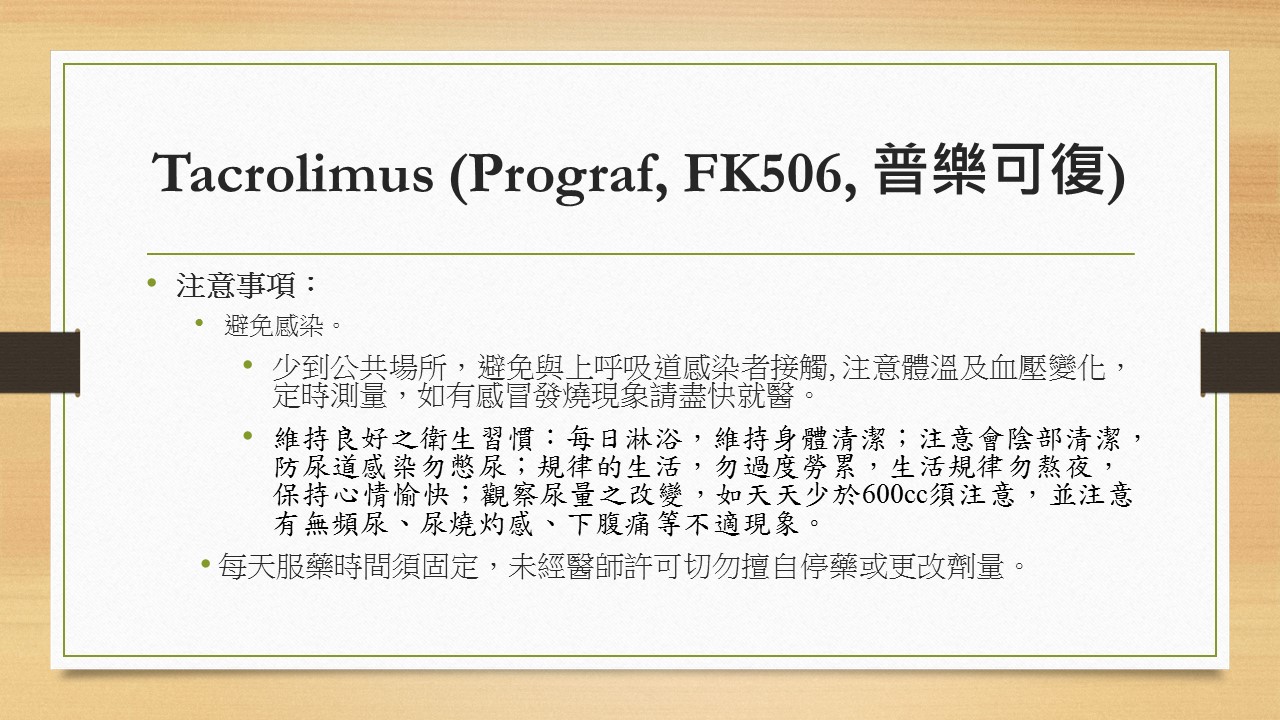 Tacrolimus (Prograf, FK506, 普樂可復)
• 注意事項：
• 避免感染。
• 少到公共場所，避免與上呼吸道感染者接觸, 注意體溫及血壓變化，
定時測量，如有感冒發燒現象請盡快就醫。
• 維持良好之衛生習慣：每日淋浴，維持身體清潔；注意會陰部清潔，
防尿道感染勿憋尿；規律的生活，勿過度勞累，生活規律勿熬夜，
保持心情愉快；觀察尿量之改變，如天天少於600cc須注意，並注意
有無頻尿、尿燒灼感、下腹痛等不適現象。
• 每天服藥時間須固定，未經醫師許可切勿擅自停藥或更改劑量。